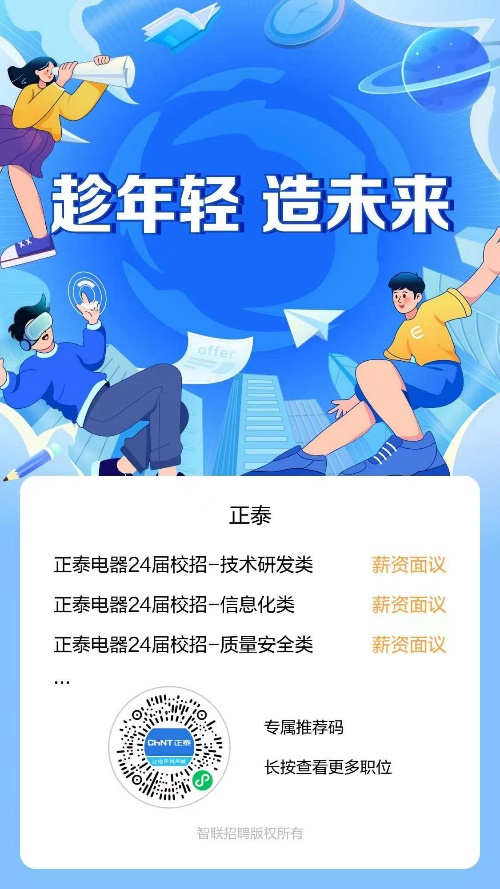 趁年轻 造未来
offer
正泰
正泰电器24届校招-技术研发类 薪资面议
正泰电器24届校招-信息化类 薪资面议
正泰电器24届校招-质量安全类 薪资面议
...
CHNT正泰
专属推荐码
长按查看更多职位
智联招聘版权所有